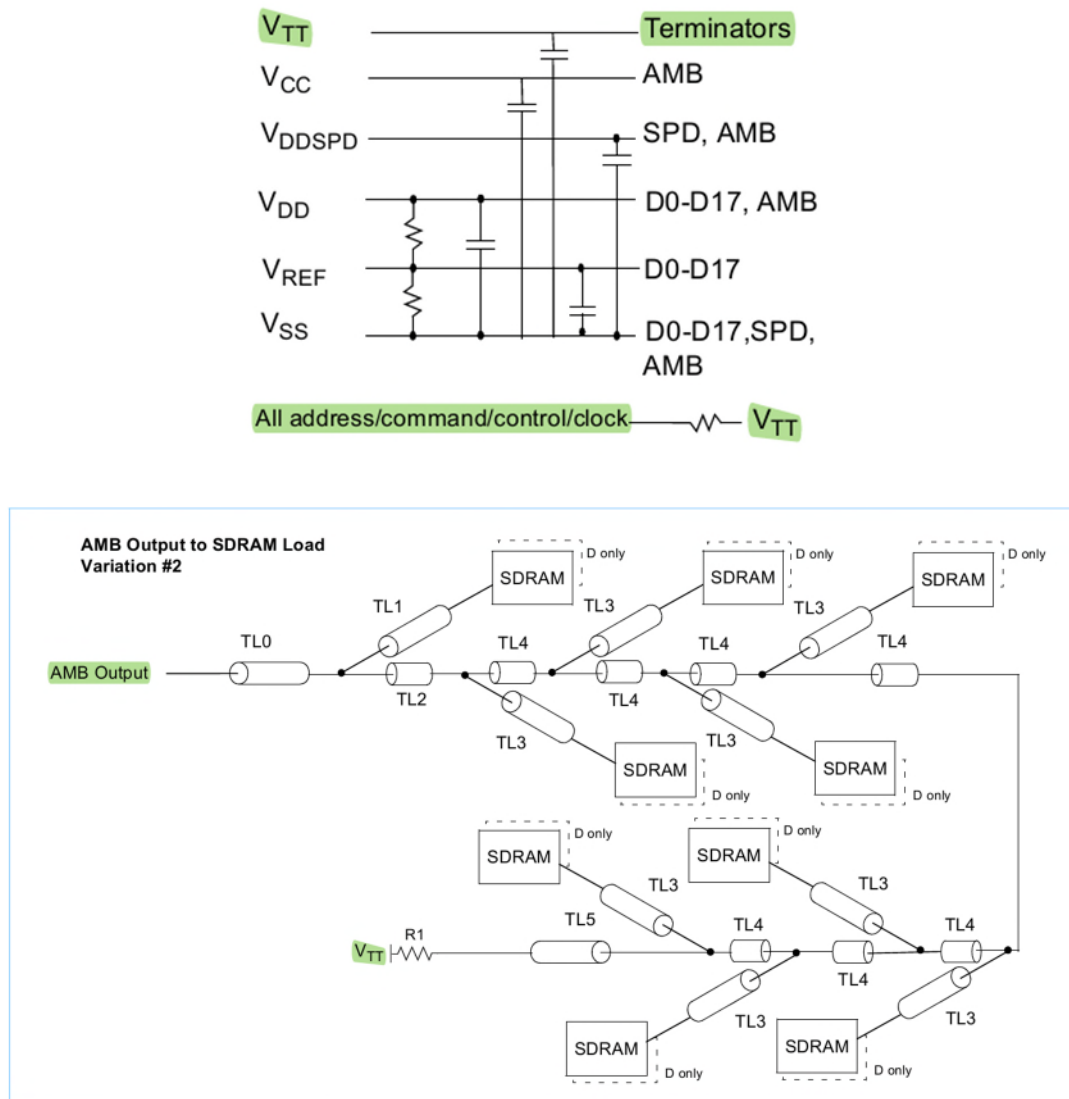 VTT Terminators
VCC AMB
VDDSPD SPD, AMB
VDD D0-D17, AMB
VREF D0-D17
VSS D0-D17,SPD,
AMB
All address/command/control/clock VTT
AMB Output to SDRAM Load
Variation #2
D only D only D only
SDRAM SDRAM SDRAM
TL1 TL3 TL3
TL0 TL4 TL4 TL4
AMB Output
TL2 TL4
TL3 TL3
SDRAM SDRAM
D only D only
D only D only
SDRAM SDRAM
TL3 TL3
TL5 TL4 TL4
VTT R1
TL4
TL3 TL3
SDRAM SDRAM
D only D only